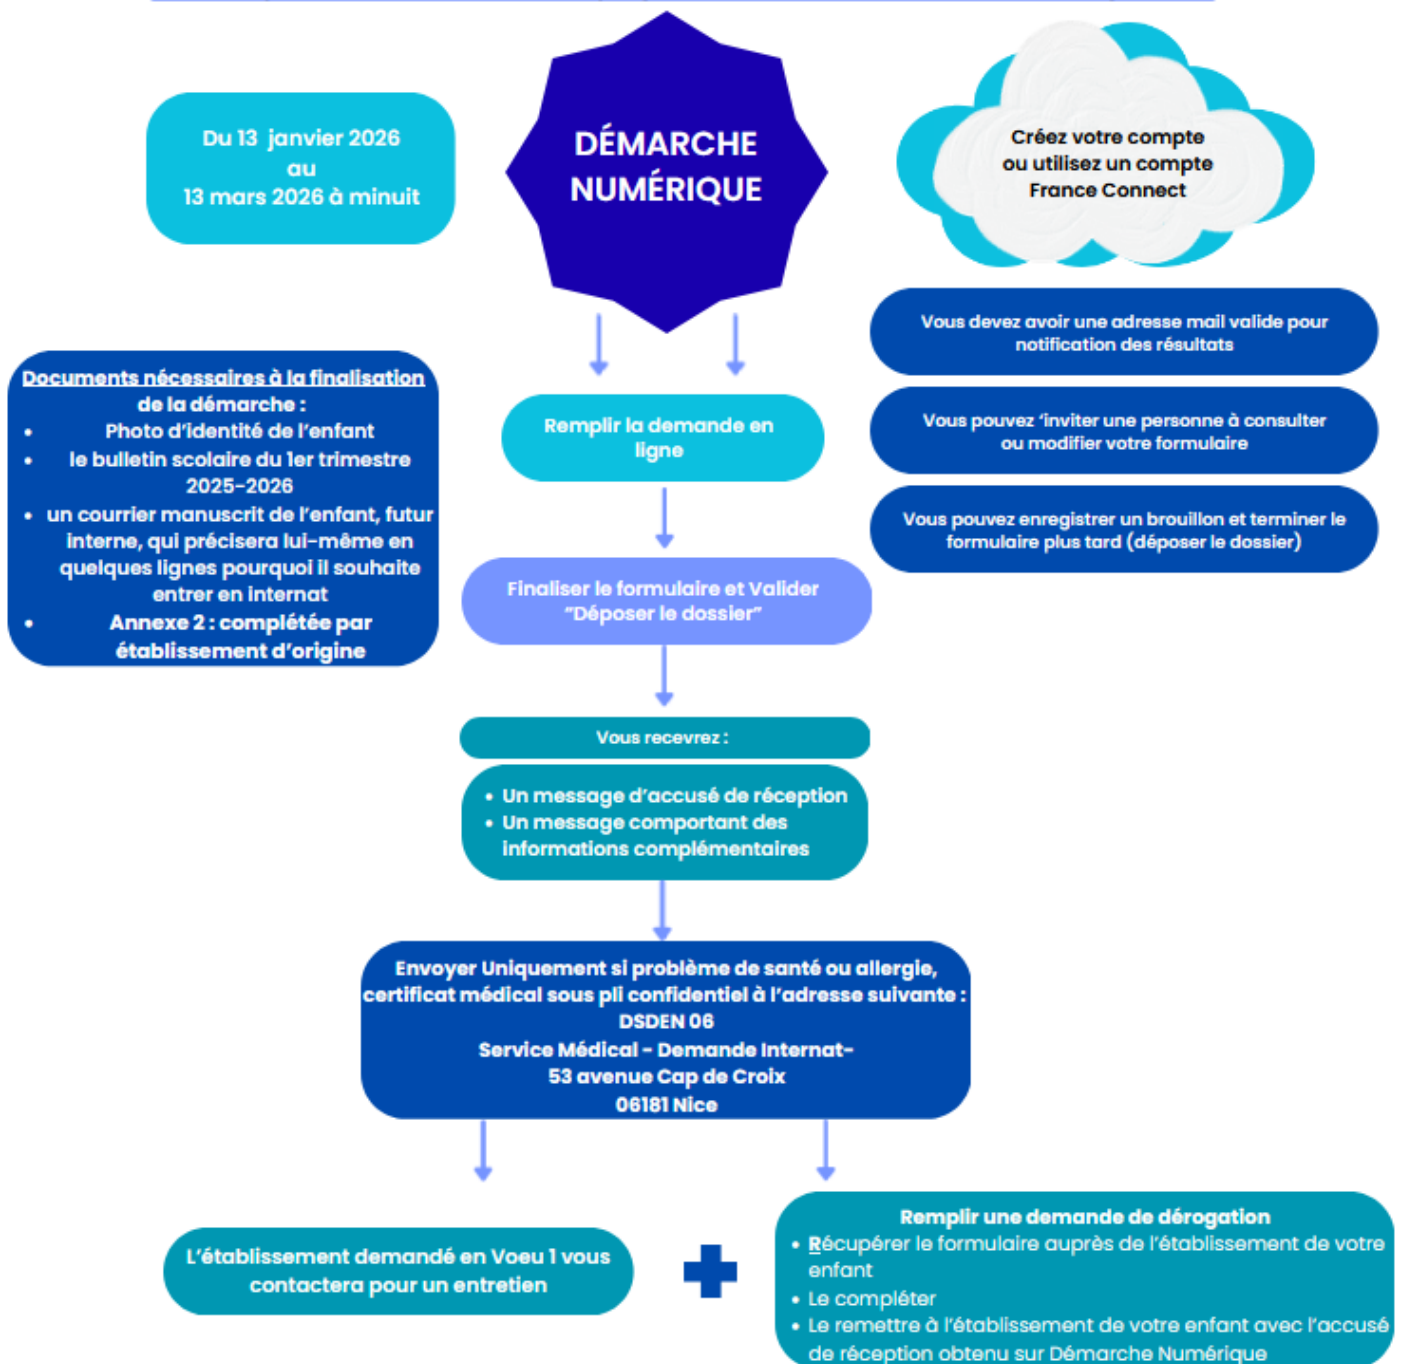 Du 13 janvier 2026
au
13 mars 2026 à minuit
DÉMARCHE
NUMÉRIQUE
Créez votre compte
ou utilisez un compte
France Connect
Vous devez avoir une adresse mail valide pour
notification des résultats
Vous pouvez ‘inviter une personne à consulter
ou modifier votre formulaire
Vous pouvez enregistrer un brouillon et terminer le
formulaire plus tard (déposer le dossier)
Documents nécessaires à la finalisation
de la démarche :
• Photo d’identité de l’enfant
• le bulletin scolaire du 1er trimestre
2025-2026
• un courrier manuscrit de l’enfant, futur
interne, qui précisera lui-même en
quelques lignes pourquoi il souhaite
entrer en internat
• Annexe 2 : complétée par
établissement d’origine
Remplir la demande en
ligne
Finaliser le formulaire et Valider
“Déposer le dossier”
Vous recevrez :
• Un message d’accusé de réception
• Un message comportant des
informations complémentaires
Envoyer Uniquement si problème de santé ou allergie,
certificat médical sous pli confidentiel à l’adresse suivante :
DSDEN 06
Service Médical - Demande Internat-
53 avenue Cap de Croix
06181 Nice
L’établissement demandé en Voeu 1 vous
contactera pour un entretien
Remplir une demande de dérogation
• Récupérer le formulaire auprès de l’établissement de votre
enfant
• Le compléter
• Le remettre à l’établissement de votre enfant avec l’accusé
de réception obtenu sur Démarche Numérique